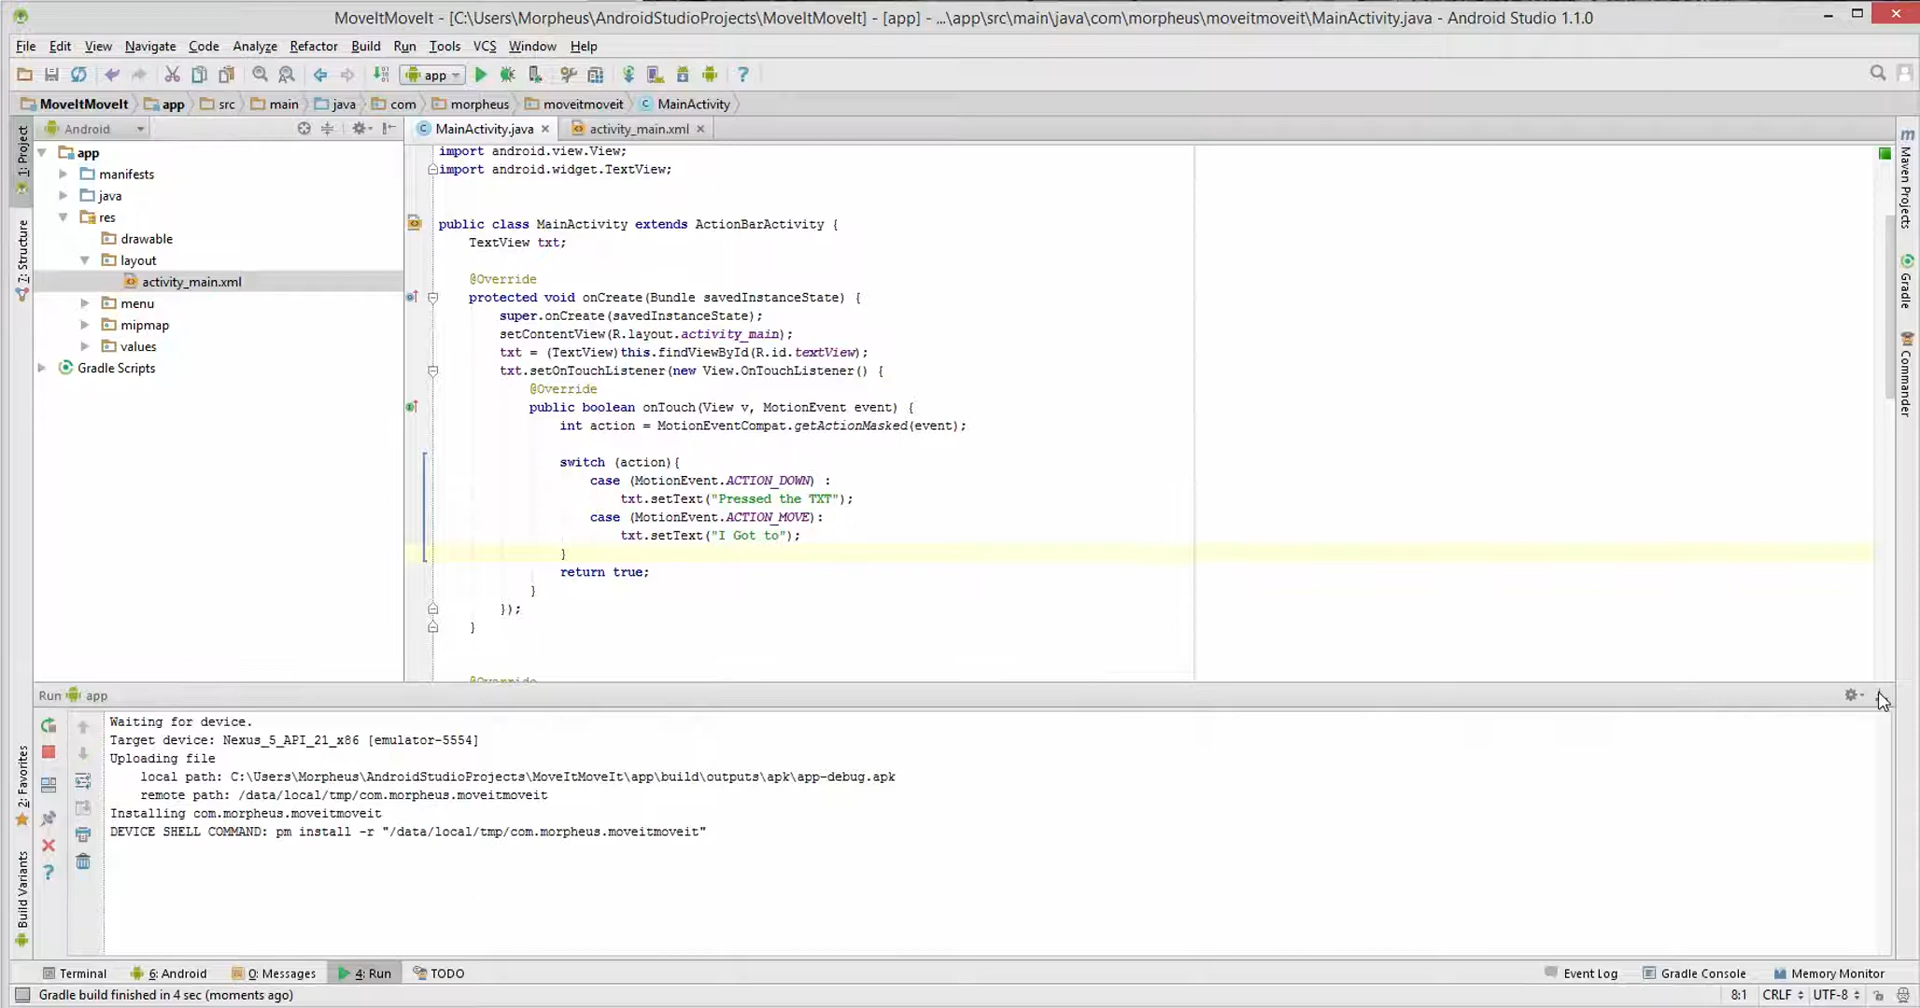 MoveItMoveIt - [C:\Users\Morpheus\AndroidStudioProjects\MoveItMoveIt] - [app] - ...\app\src\main\java\com\morpheus\moveitmoveit\MainActivity.java - Android Studio 1.1.0
File Edit View Navigate Code Analyze Refactor Build Run Tools VCS Window Help
app
MoveItMoveIt app src main java com morpheus moveitmoveit MainActivity
Android
MainActivity.java activity_main.xml
1: Project
7: Structure
2: Favorites
Build Variants
app
manifests
java
res
drawable
layout
activity_main.xml
menu
mipmap
values
Gradle Scripts
import android.view.View;
import android.widget.TextView;
public class MainActivity extends ActionBarActivity {
TextView txt;
@Override
protected void onCreate(Bundle savedInstanceState) {
super.onCreate(savedInstanceState);
setContentView(R.layout.activity_main);
txt = (TextView)this.findViewById(R.id.textView);
txt.setOnTouchListener(new View.OnTouchListener() {
@Override
public boolean onTouch(View v, MotionEvent event) {
int action = MotionEventCompat.getActionMasked(event);
switch (action){
case (MotionEvent.ACTION_DOWN) :
txt.setText("Pressed the TXT");
case (MotionEvent.ACTION_MOVE):
txt.setText("I Got to");
}
return true;
}
});
}
@Override
Maven Projects
Gradle
Commander
Run app
Waiting for device.
Target device: Nexus_5_API_21_x86 [emulator-5554]
Uploading file
local path: C:\Users\Morpheus\AndroidStudioProjects\MoveItMoveIt\app\build\outputs\apk\app-debug.apk
remote path: /data/local/tmp/com.morpheus.moveitmoveit
Installing com.morpheus.moveitmoveit
DEVICE SHELL COMMAND: pm install -r "/data/local/tmp/com.morpheus.moveitmoveit"
Terminal 6: Android 0: Messages 4: Run TODO Event Log Gradle Console Memory Monitor
Gradle build finished in 4 sec (moments ago) 8:1 CRLF UTF-8